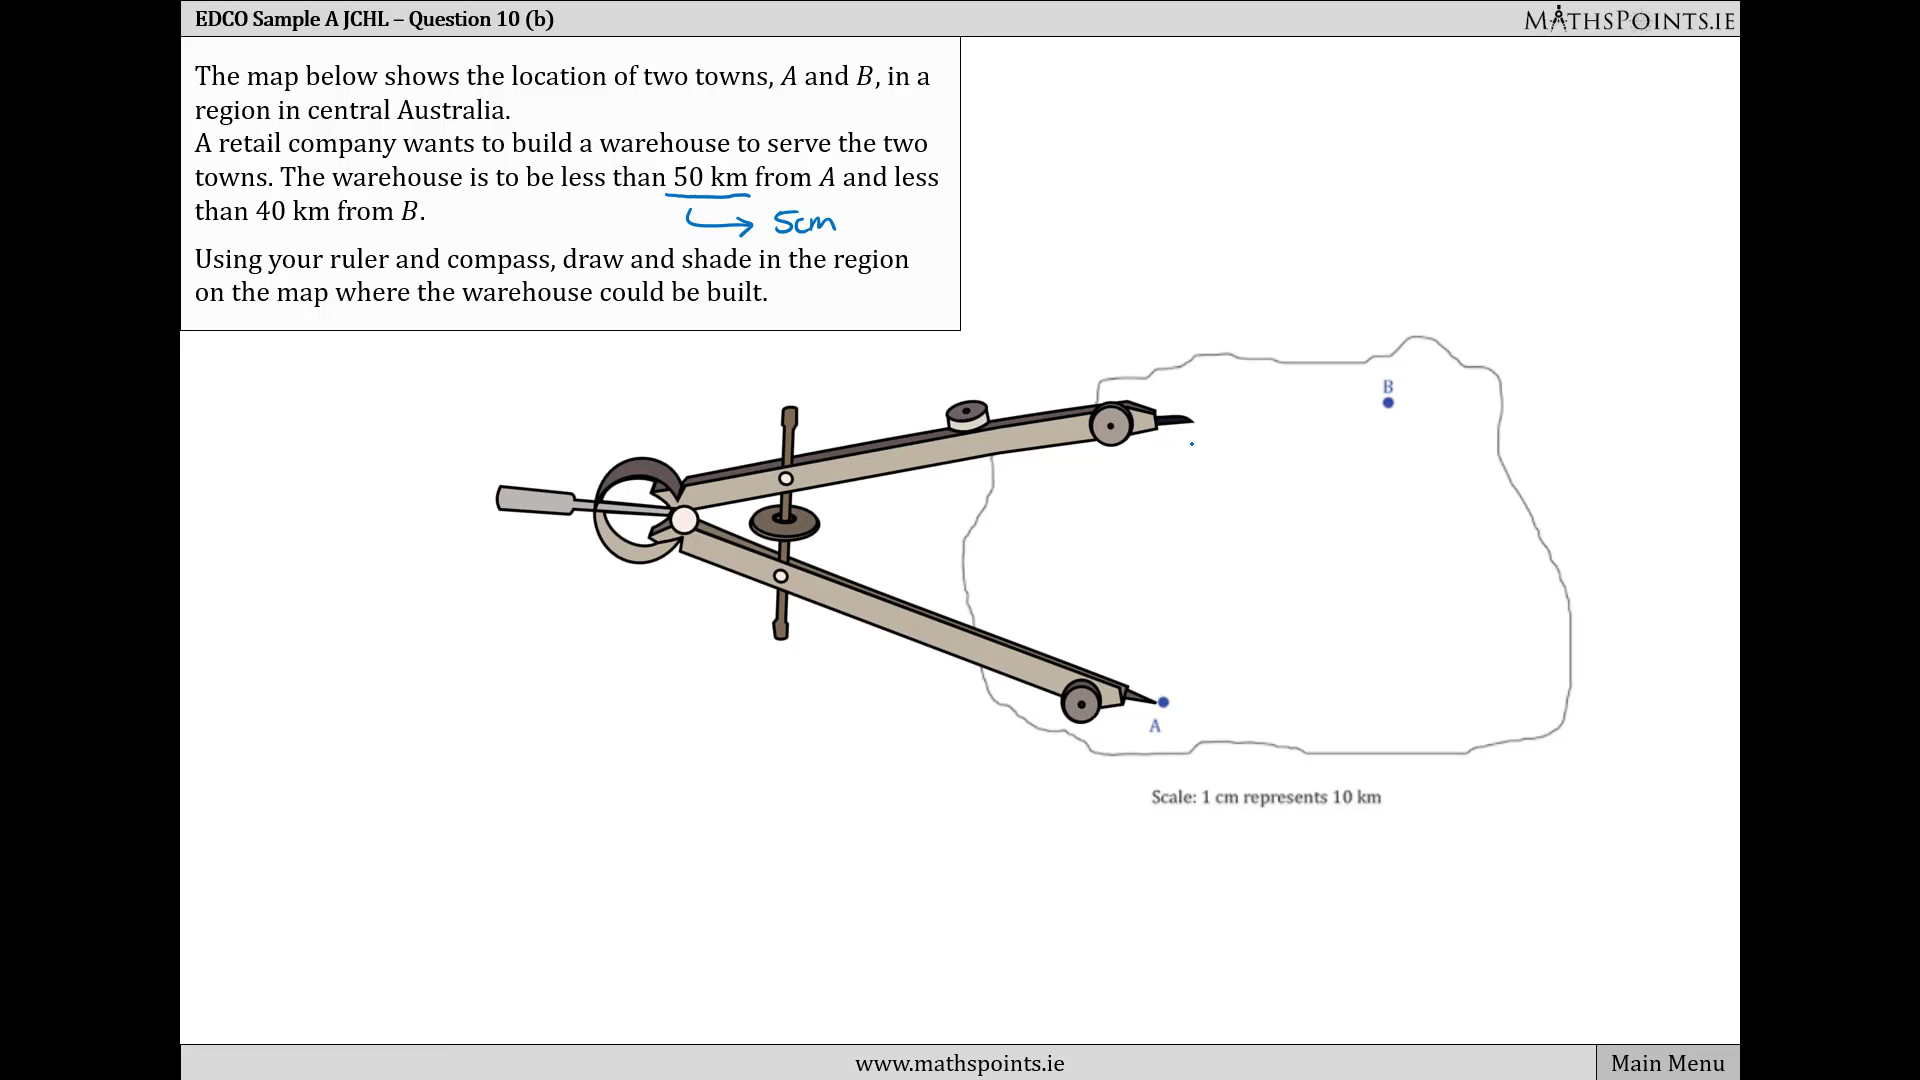 EDCO Sample A JCHL – Question 10 (b)
MATHSPOINTS.IE
The map below shows the location of two towns, A and B, in a
region in central Australia.
A retail company wants to build a warehouse to serve the two
towns. The warehouse is to be less than 50 km from A and less
than 40 km from B.
5cm
Using your ruler and compass, draw and shade in the region
on the map where the warehouse could be built.
B
A
Scale: 1 cm represents 10 km
www.mathspoints.ie
Main Menu